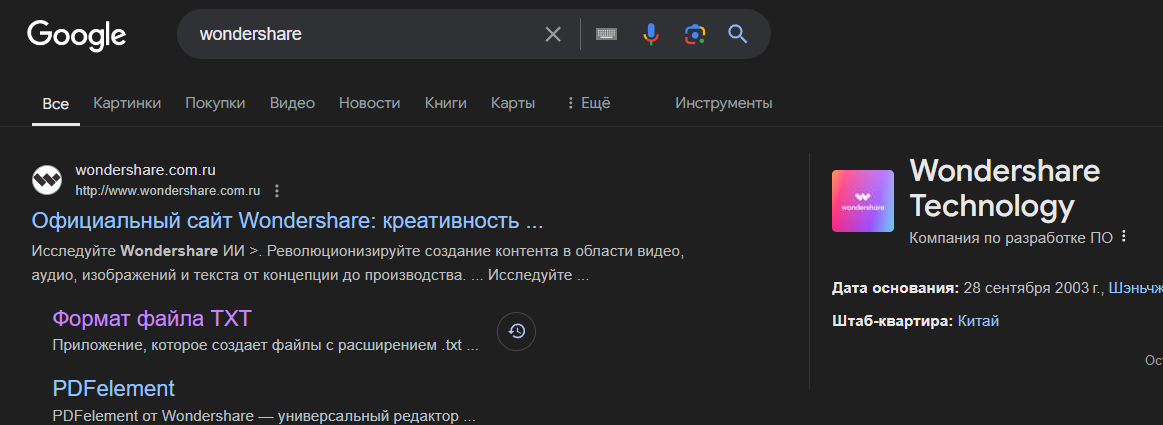 Google
wondershare
Все
Картинки
Покупки
Видео
Новости
Книги
Карты
Ещё
Инструменты
wondershare.com.ru
http://www.wondershare.com.ru
Официальный сайт Wondershare: креативность ...
Исследуйте Wondershare ИИ >. Революционизируйте создание контента в области видео,
аудио, изображений и текста от концепции до производства. ... Исследуйте ...
Формат файла TXT
Приложение, которое создает файлы с расширением .txt ...
PDFelement
PDFelement от Wondershare — универсальный редактор ...
wondershare
Wondershare
Technology
Компания по разработке ПО
Дата основания: 28 сентября 2003 г., Шэньчж
Штаб-квартира: Китай
Ост